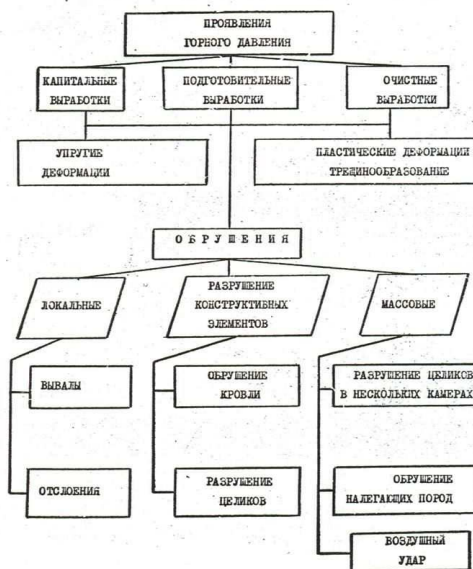 ПРОЯВЛЕНИЯ
ГОРНОГО ДАВЛЕНИЯ
КАПИТАЛЬНЫЕ
ВЫРАБОТКИ
ПОДГОТОВИТЕЛЬНЫЕ
ВЫРАБОТКИ
ОЧИСТНЫЕ
ВЫРАБОТКИ
УПРУГИЕ
ДЕФОРМАЦИИ
ПЛАСТИЧЕСКИЕ ДЕФОРМАЦИИ
ТРЕЩИНООБРАЗОВАНИЕ
ОБРУШЕНИЯ
ЛОКАЛЬНЫЕ
РАЗРУШЕНИЕ
КОНСТРУКТИВНЫХ
ЭЛЕМЕНТОВ
МАССОВЫЕ
ВЫВАЛЫ
ОБРУШЕНИЕ
КРОВЛИ
РАЗРУШЕНИЕ ЦЕЛИКОВ
В НЕСКОЛЬКИХ КАМЕРАХ
ОТСЛОЕНИЯ
РАЗРУШЕНИЕ
ЦЕЛИКОВ
ОБРУШЕНИЕ
НАЛЕГАЮЩИХ ПОРОД
ВОЗДУШНЫЙ
УДАР